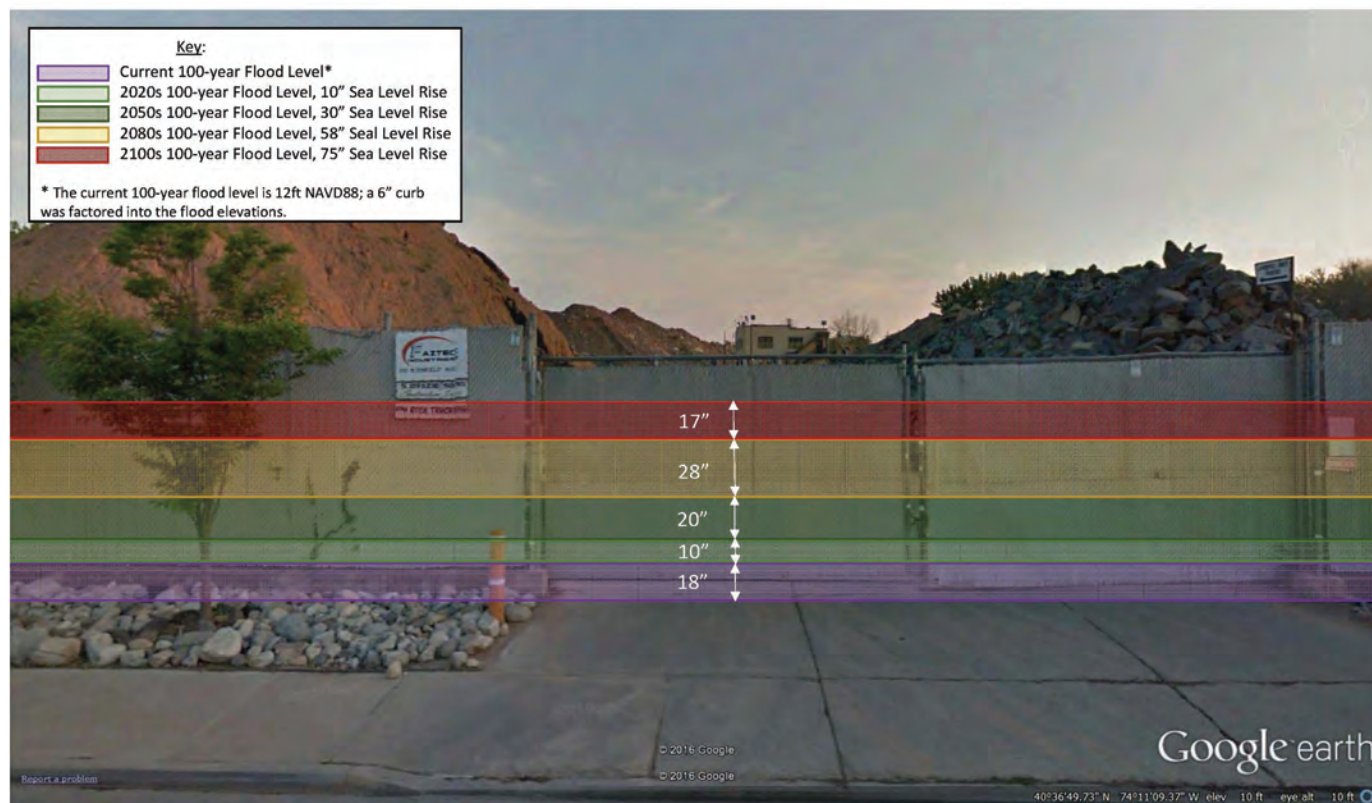 Key:
Current 100-year Flood Level*
2020s 100-year Flood Level, 10” Sea Level Rise
2050s 100-year Flood Level, 30” Sea Level Rise
2080s 100-year Flood Level, 58” Seal Level Rise
2100s 100-year Flood Level, 75” Sea Level Rise
* The current 100-year flood level is 12ft NAVD88; a 6” curb
was factored into the flood elevations.
AZTEC
17”
28”
20”
10”
18”
© 2016 Google
© 2016 Google
Google earth
Report a problem
40°36'49.73" N 74°11'09.37" W elev 10 ft eye alt 10 ft